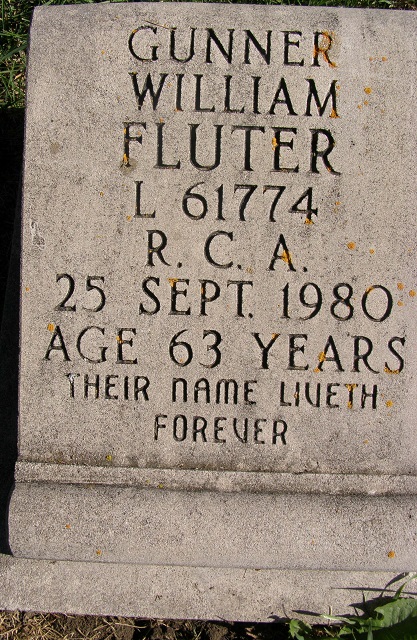 GUNNER
WILLIAM
FLUTER
L 61774
R. C. A.
25 SEPT. 1980
AGE 63 YEARS
THEIR NAME LIVETH
FOREVER